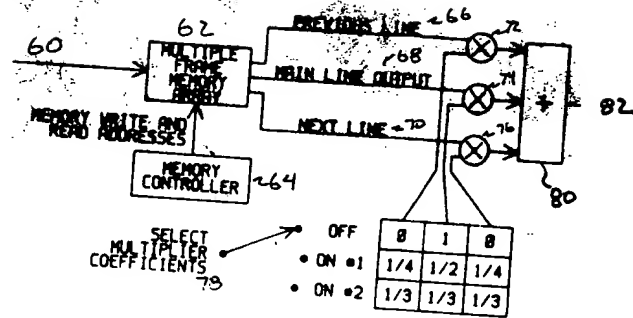 60
62
MULTIPLE
FRAME
MEMORY
ARRAY
PREVIOUS LINE ~66
72
68
MAIN LINE OUTPUT
74
NEXT LINE ~70
76
+
82
80
MEMORY WRITE AND
READ ADDRESSES
MEMORY
CONTROLLER
~64
SELECT
MULTIPLIER
COEFFICIENTS
78
• OFF 0 1 0
• ON •1 1/4 1/2 1/4
• ON •2 1/3 1/3 1/3